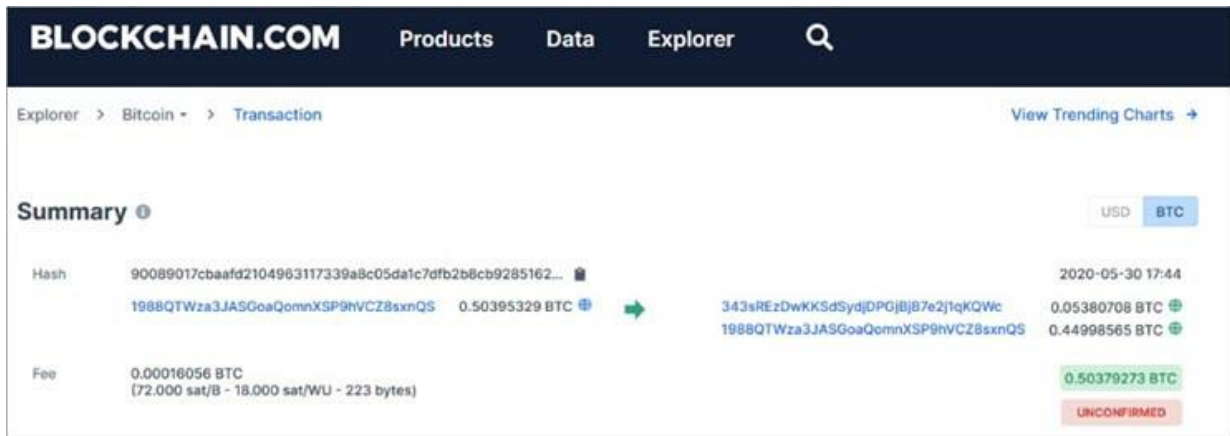 BLOCKCHAIN.COM Products Data Explorer
Explorer > Bitcoin > Transaction View Trending Charts →
Summary USD BTC
Hash 90089017cbaafd2104963117339a8c05da1c7dfb2b8cb9285162... 2020-05-30 17:44
1988QTWza3JASGoaQomnXSP9hVCZ8sxnQS 0.50395329 BTC 343sREzDwKKSdSydjDPGjBjB7e2j1qKQWc 0.05380708 BTC
1988QTWza3JASGoaQomnXSP9hVCZ8sxnQS 0.44998565 BTC
Fee 0.00016056 BTC 0.50379273 BTC
(72.000 sat/B - 18.000 sat/WU - 223 bytes)
UNCONFIRMED